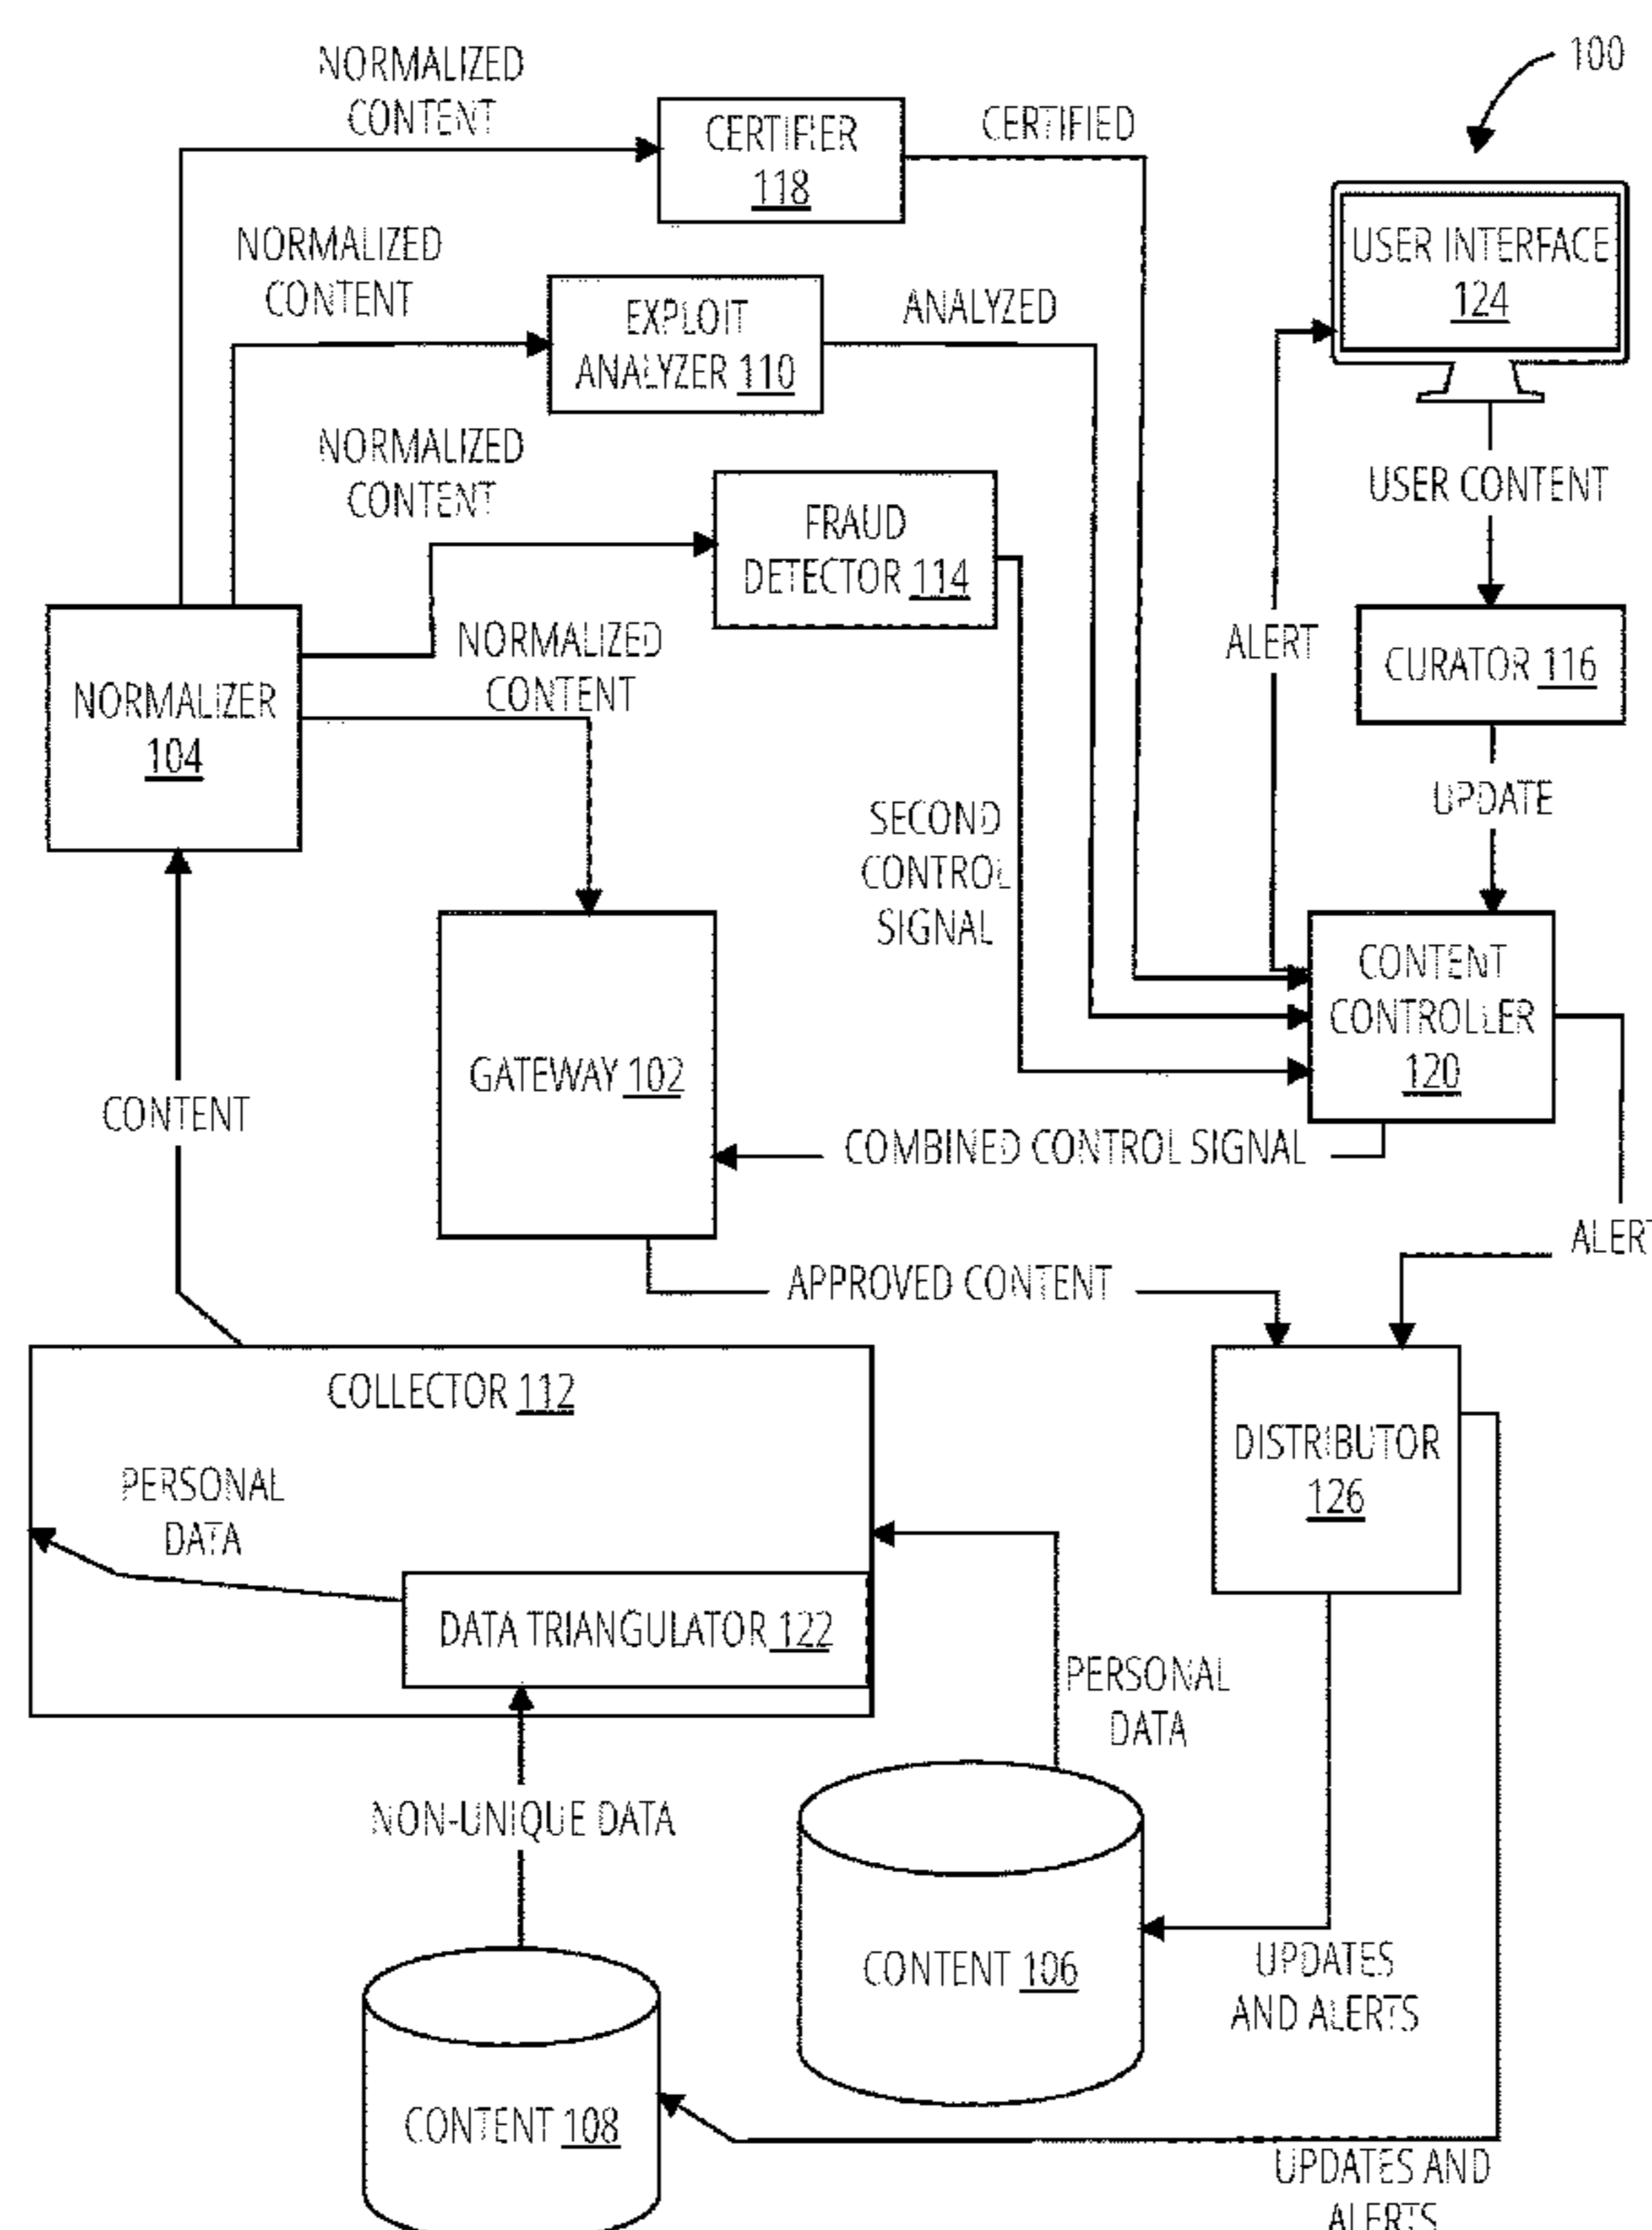 100
NORMALIZED
CONTENT
CERTIFIER
118
CERTIFIED
USER INTERFACE
124
NORMALIZED
CONTENT
EXPLOIT
ANALYZER 110
ANALYZED
NORMALIZED
CONTENT
USER CONTENT
FRAUD
DETECTOR 114
NORMALIZED
CONTENT
ALERT
CURATOR 116
NORMALIZER
104
UPDATE
SECOND
CONTROL
SIGNAL
CONTENT
CONTROLLER
120
GATEWAY 102
CONTENT
COMBINED CONTROL SIGNAL
ALERT
APPROVED CONTENT
COLLECTOR 112
DISTRIBUTOR
126
PERSONAL
DATA
DATA TRIANGULATOR 122
PERSONAL
DATA
NON-UNIQUE DATA
CONTENT 106
UPDATES
AND ALERTS
CONTENT 108
UPDATES AND
ALERTS